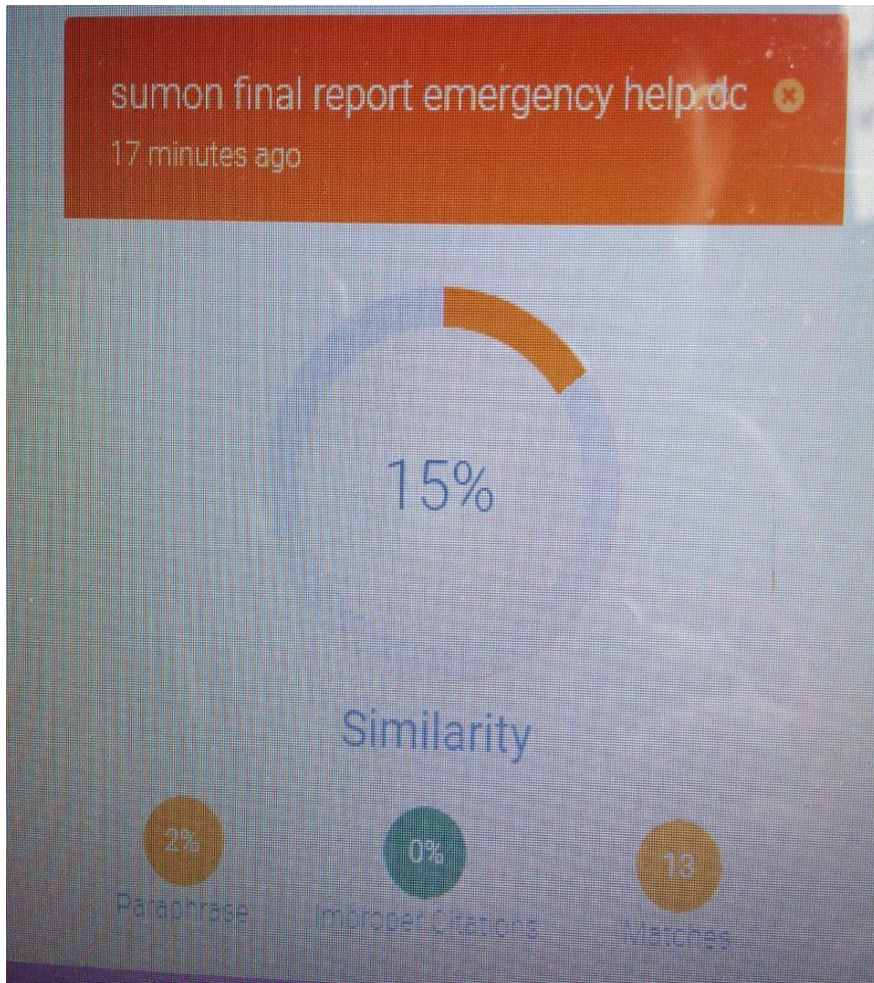 sumon final report emergency help.dc
17 minutes ago
15%
Similarity
2%
0%
13
Paraphrase
Improper Citations
Matches